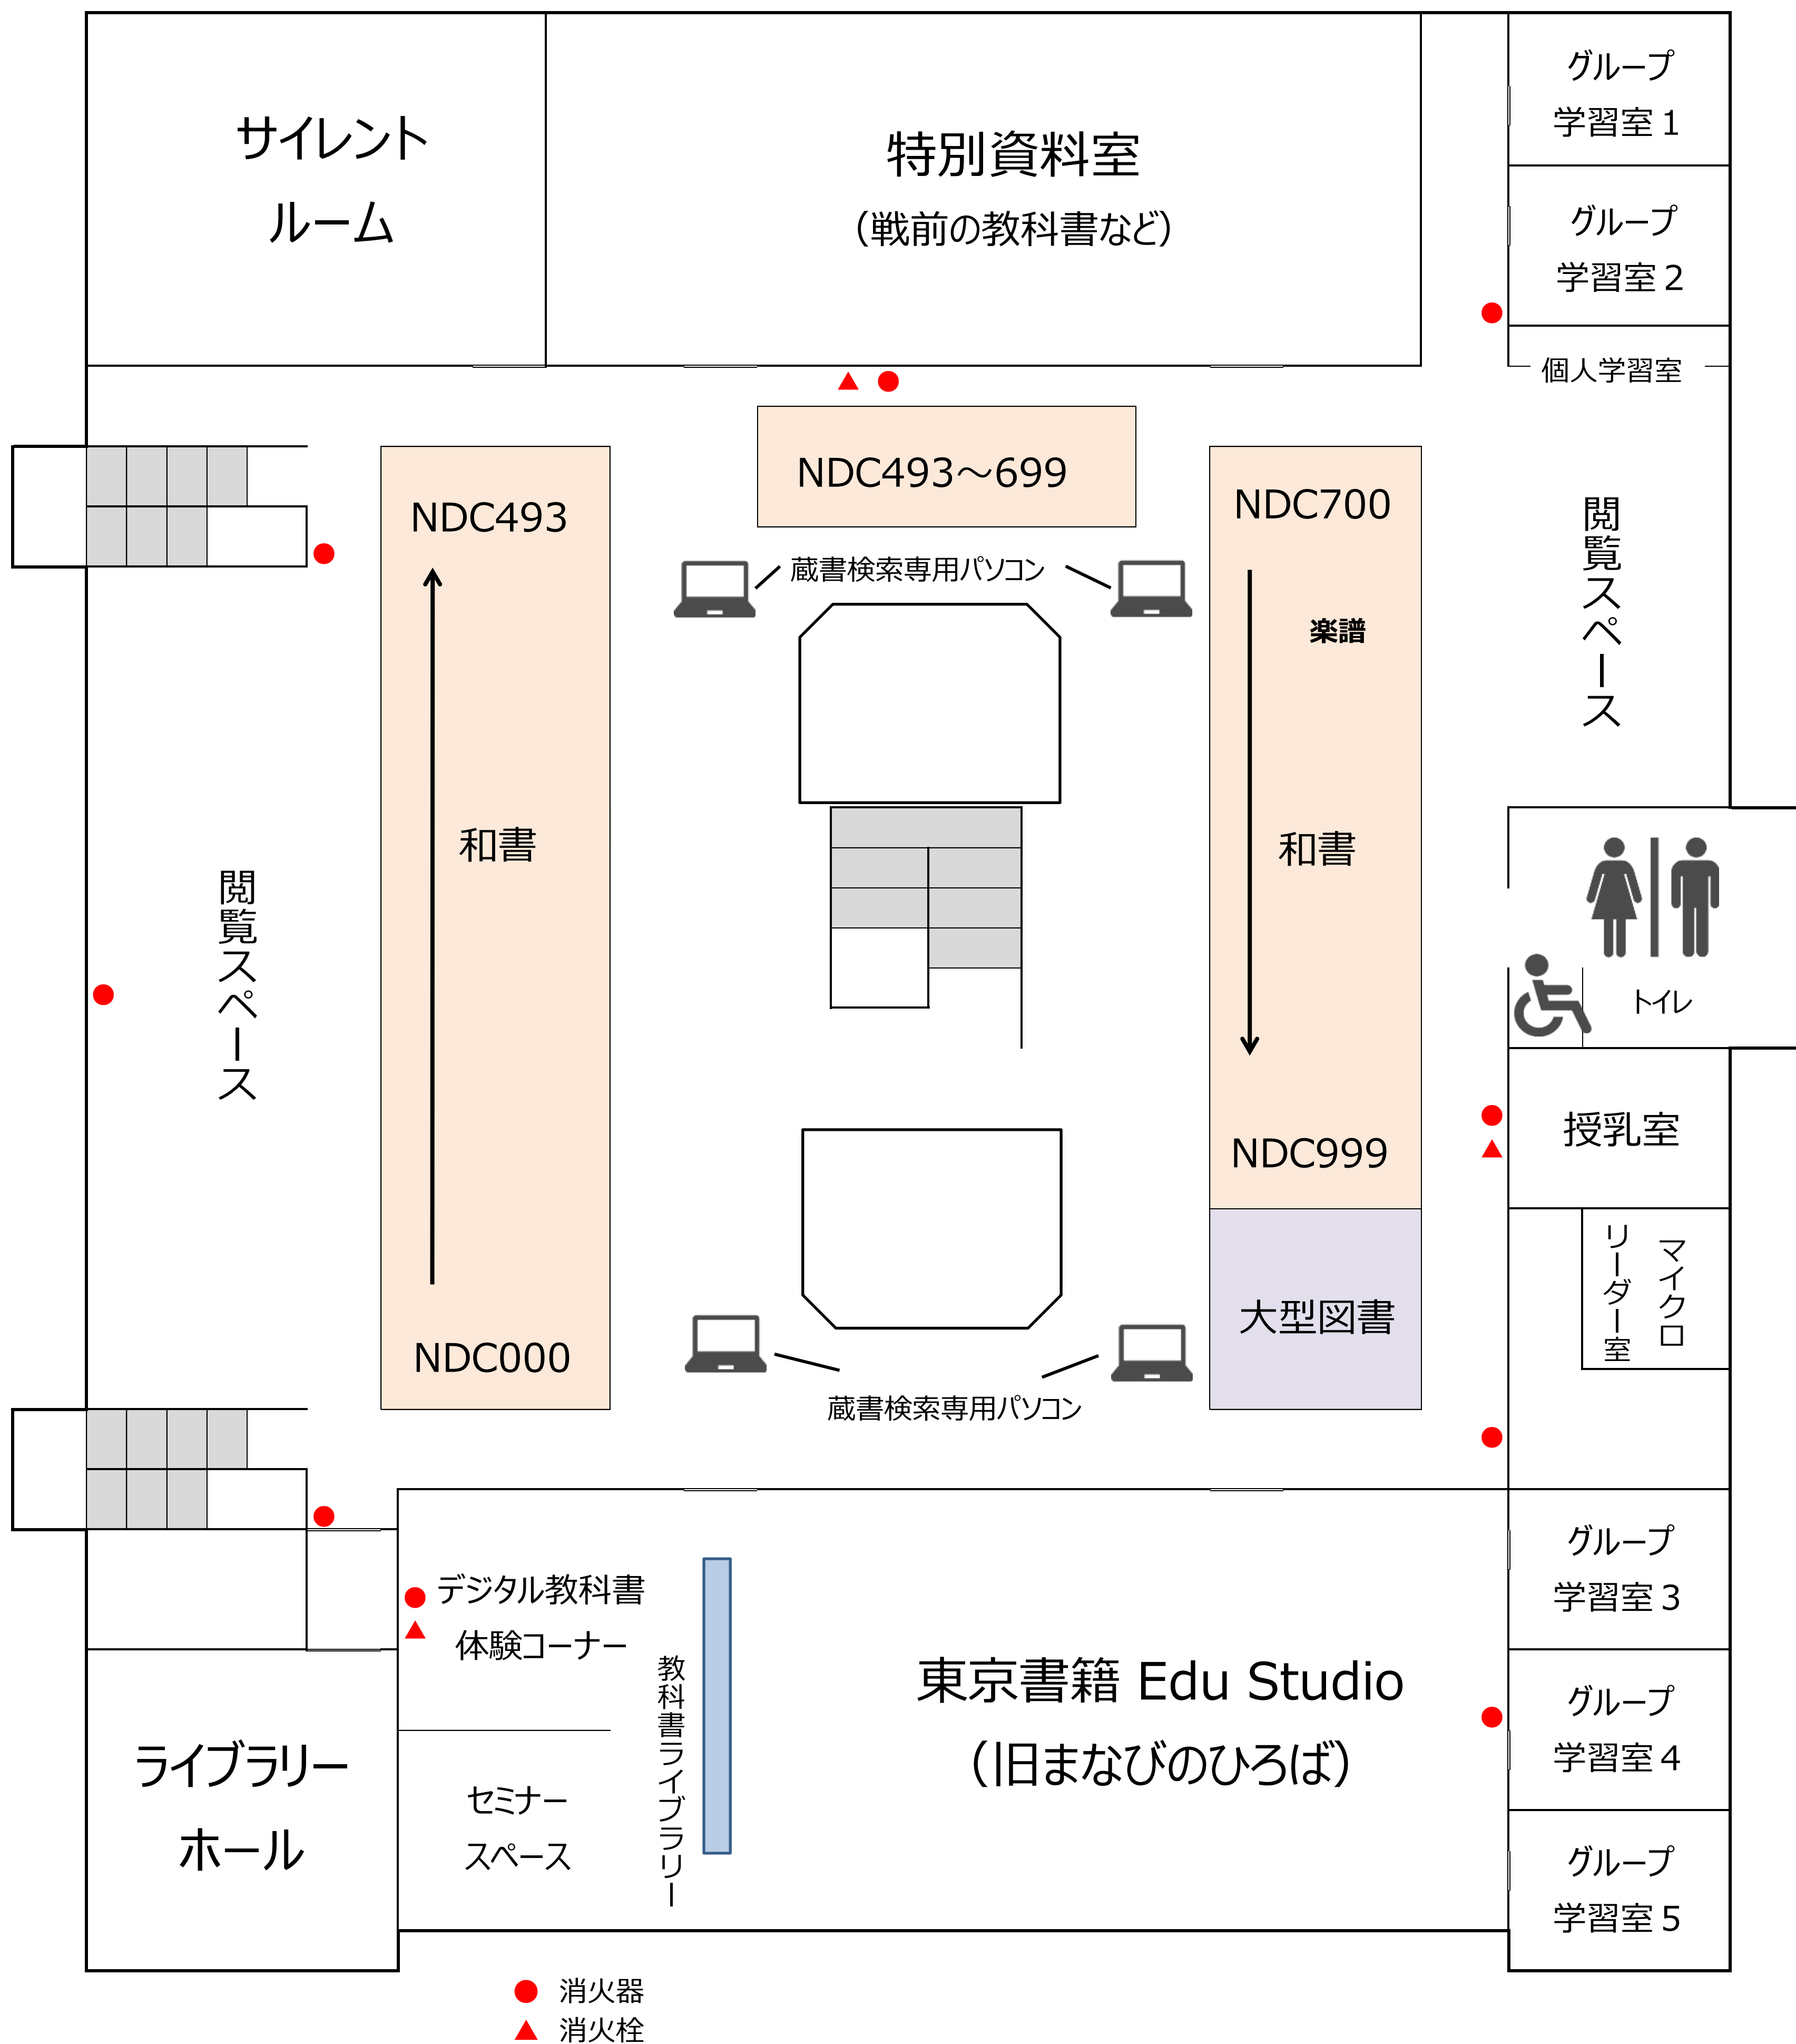 サイレント
ルーム
特別資料室
（戦前の教科書など）
グループ
学習室1
グループ
学習室2
個人学習室
NDC493
NDC493～699
NDC700
蔵書検索専用パソコン
楽譜
閲覧スペース
和書
和書
閲覧スペース
トイレ
授乳室
NDC999
マイクロ
リーダー室
大型図書
NDC000
蔵書検索専用パソコン
グループ
学習室3
デジタル教科書
体験コーナー
教科書ライブラリー
東京書籍 Edu Studio
（旧まなびのひろば）
グループ
学習室4
ライブラリー
ホール
セミナー
スペース
グループ
学習室5
消火器
消火栓